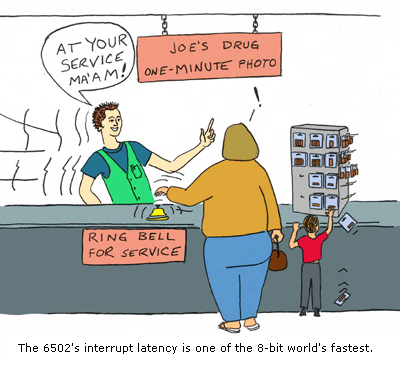 AT YOUR
SERVICE
MA'AM!
JOE'S DRUG
ONE-MINUTE PHOTO
!
RING BELL
FOR SERVICE
The 6502's interrupt latency is one of the 8-bit world's fastest.